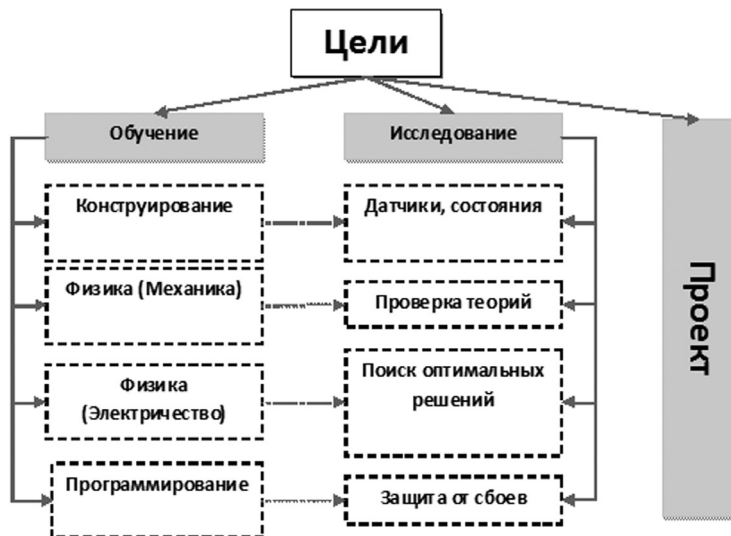 Цели
Обучение
Исследование
Конструирование
Датчики, состояния
Физика (Механика)
Проверка теорий
Физика
(Электричество)
Поиск оптимальных
решений
Программирование
Защита от сбоев
Проект